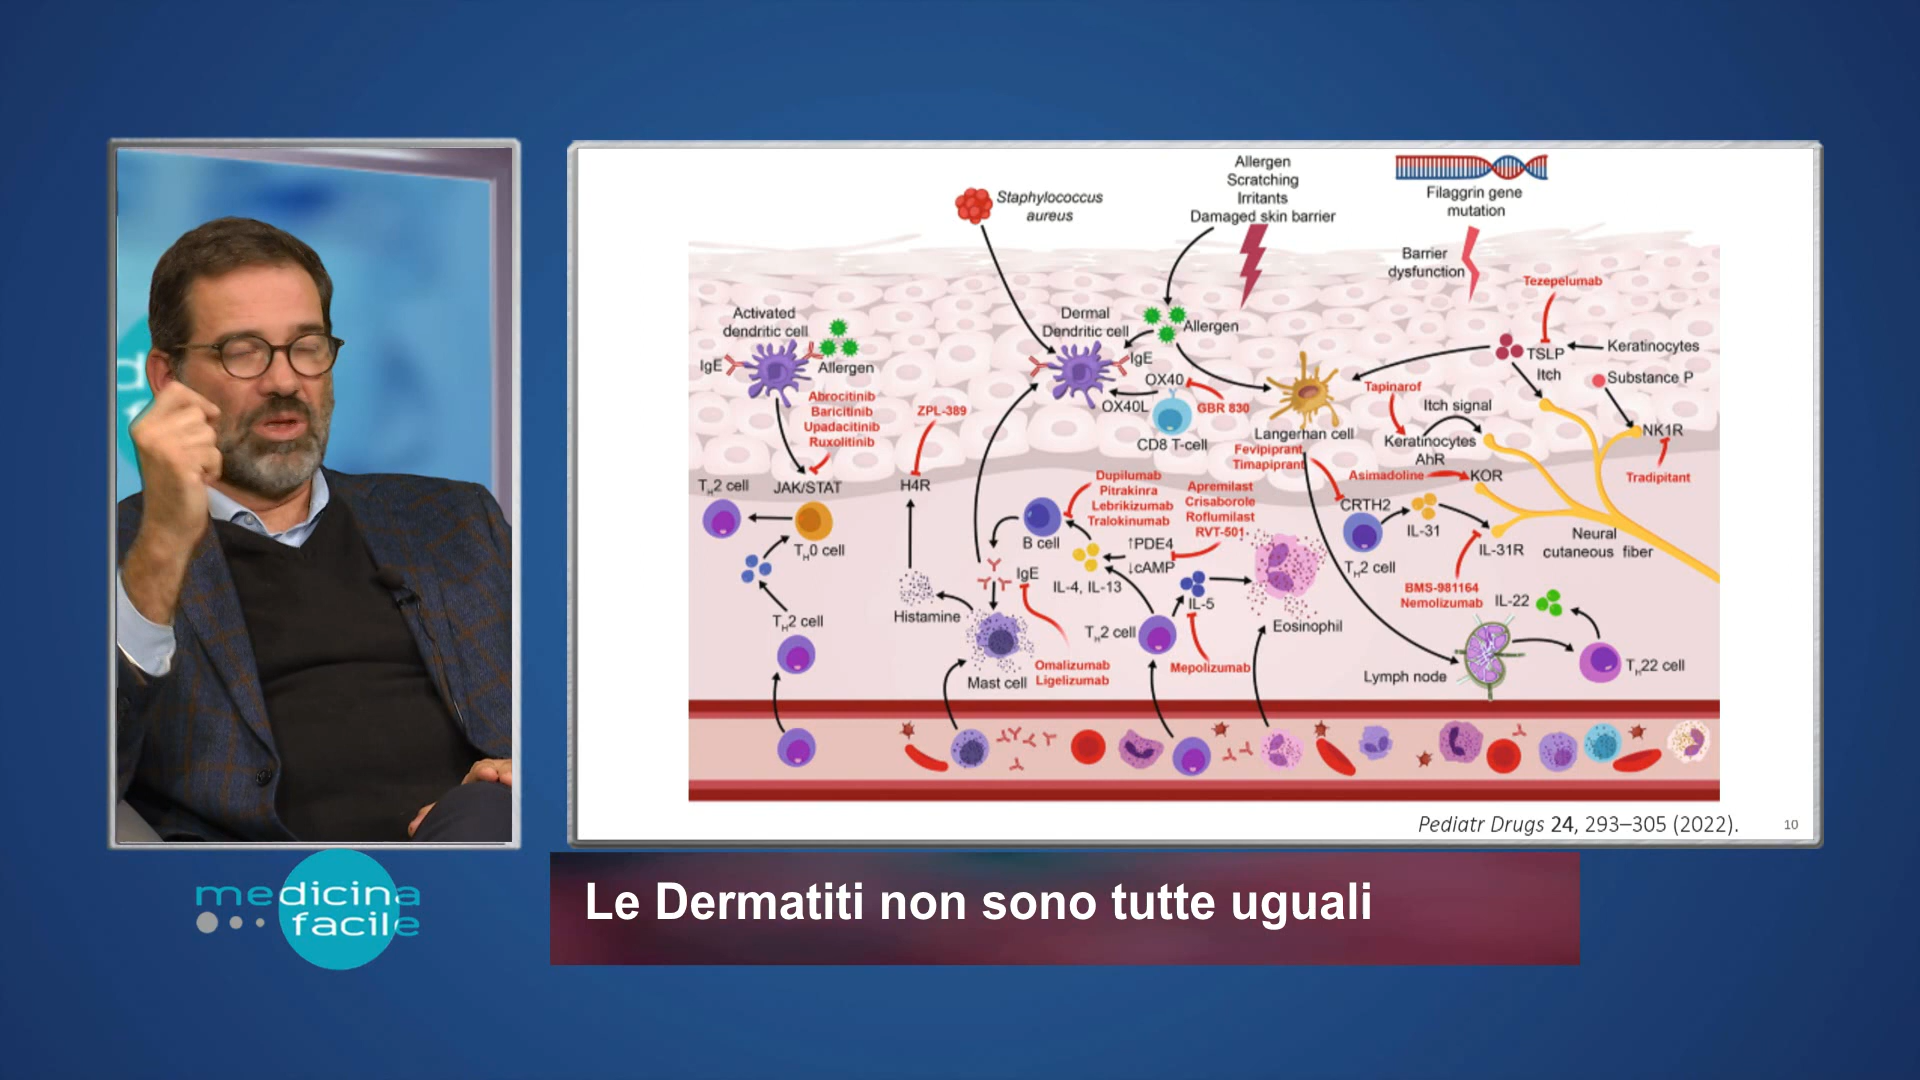 Allergen
Scratching
Irritants
Damaged skin barrier
Staphylococcus
aureus
Filaggrin gene
mutation
Barrier
dysfunction
Tezepelumab
Activated
dendritic cell
IgE
Allergen
Dermal
Dendritic cell
Allergen
IgE
OX40
OX40L
GBR 830
CD8 T-cell
Langerhan cell
TSLP
Keratinocytes
Itch
Substance P
Tapinarof
Itch signal
Keratinocytes
AhR
NK1R
Tradipitant
Abrocitinib
Baricitinib
Upadacitinib
Ruxolitinib
ZPL-389
Fevipiprant
Timapiprant
Asimadoline
KOR
TH2 cell
JAK/STAT
H4R
Dupilumab
Pitrakinra
Lebrikizumab
Tralokinumab
Apremilast
Crisaborole
Roflumilast
RVT-501
CRTH2
IL-31
IL-31R
Neural
cutaneous fiber
TH0 cell
B cell
↑PDE4
↓cAMP
IgE
IL-4, IL-13
IL-5
TH2 cell
BMS-981164
Nemolizumab
IL-22
Histamine
TH2 cell
TH2 cell
Eosinophil
Mast cell
Omalizumab
Ligelizumab
Mepolizumab
Lymph node
TH22 cell
Pediatr Drugs 24, 293–305 (2022).
10
medicina
facile
Le Dermatiti non sono tutte uguali